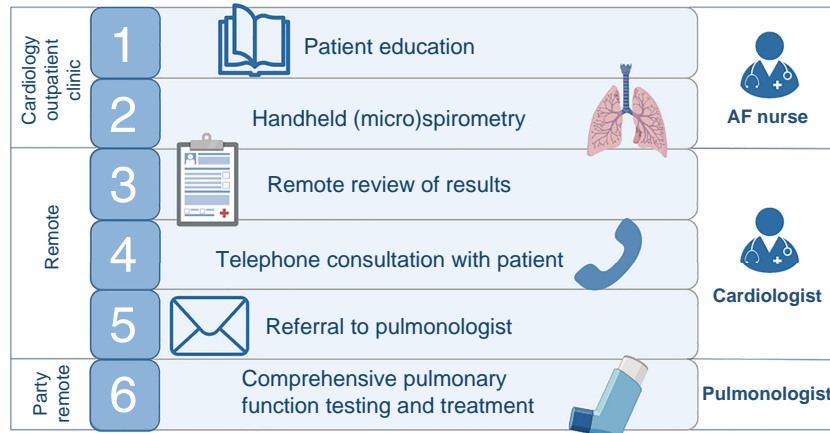 Cardiology
outpatient
clinic
1
Patient education
2
Handheld (micro)spirometry
AF nurse
Remote
3
Remote review of results
4
Telephone consultation with patient
5
Referral to pulmonologist
Cardiologist
Party
remote
6
Comprehensive pulmonary
function testing and treatment
Pulmonologist